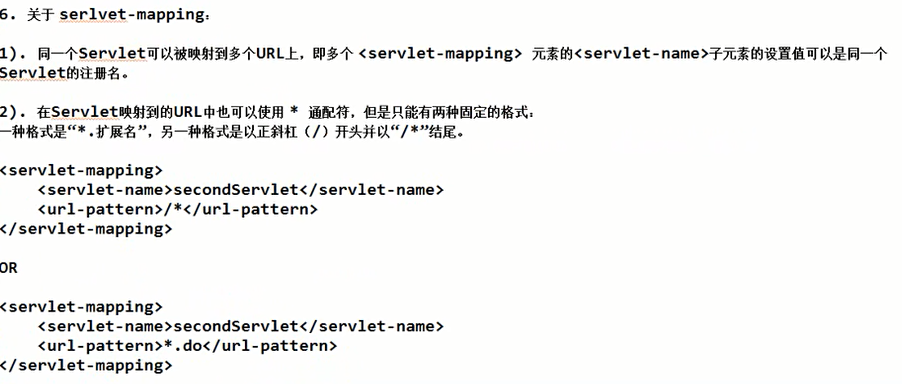 6. 关于 serlvet-mapping:
1). 同一个Servlet可以被映射到多个URL上，即多个 <servlet-mapping> 元素的<servlet-name>子元素的设置值可以是同一个
Servlet的注册名。
2). 在Servlet映射到的URL中也可以使用 * 通配符，但是只能有两种固定的格式：
一种格式是“*.扩展名”，另一种格式是以正斜杠（/）开头并以“/*”结尾。
<servlet-mapping>
<servlet-name>secondServlet</servlet-name>
<url-pattern>/*</url-pattern>
</servlet-mapping>
OR
<servlet-mapping>
<servlet-name>secondServlet</servlet-name>
<url-pattern>*.do</url-pattern>
</servlet-mapping>